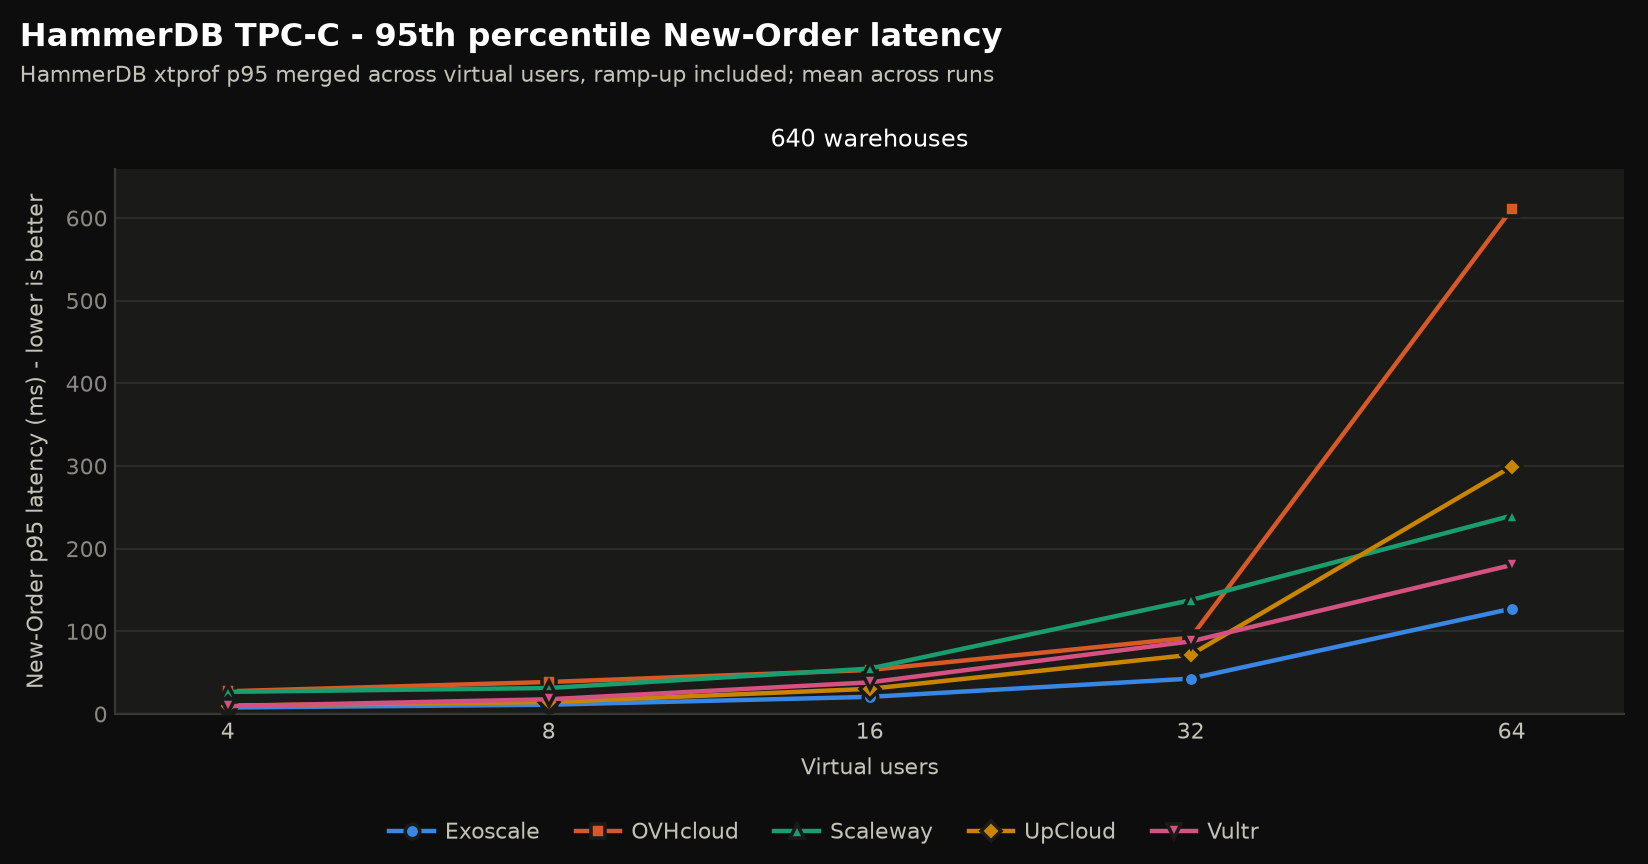 HammerDB TPC-C - 95th percentile New-Order latency
HammerDB xtprof p95 merged across virtual users, ramp-up included; mean across runs
640 warehouses
New-Order p95 latency (ms) - lower is better
600
500
400
300
200
100
0
4 8 16 32 64
Virtual users
Exoscale OVHcloud Scaleway UpCloud Vultr